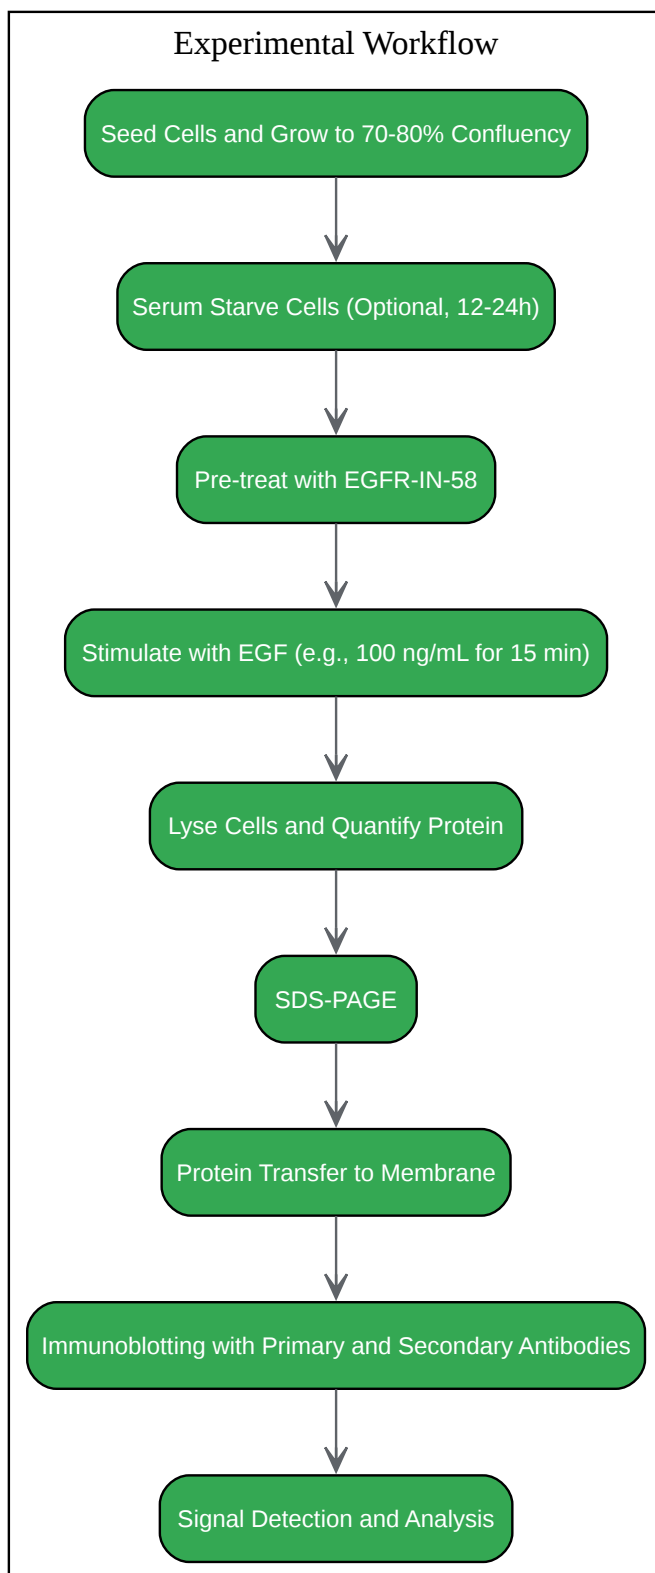 Experimental Workflow
Seed Cells and Grow to 70-80% Confluency
Serum Starve Cells (Optional, 12-24h)
Pre-treat with EGFR-IN-58
Stimulate with EGF (e.g., 100 ng/mL for 15 min)
Lyse Cells and Quantify Protein
SDS-PAGE
Protein Transfer to Membrane
Immunoblotting with Primary and Secondary Antibodies
Signal Detection and Analysis